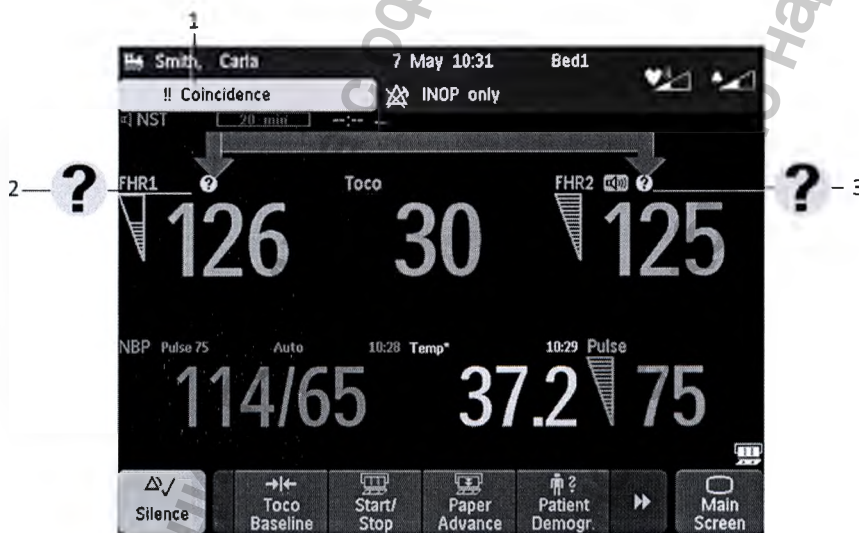 1
Smith, Carla 7 May 10:31 Bed1
!! Coincidence INOP only
NST 20 min --:--
2 ? FHR1 ? Toco FHR2 ? ? 3
126 30 125
NBP Pulse 75 Auto 10:28 Temp* 10:29 Pulse
114/65 37.2 75
Silence Toco Baseline Start/ Stop Paper Advance Patient Demogr. Main Screen